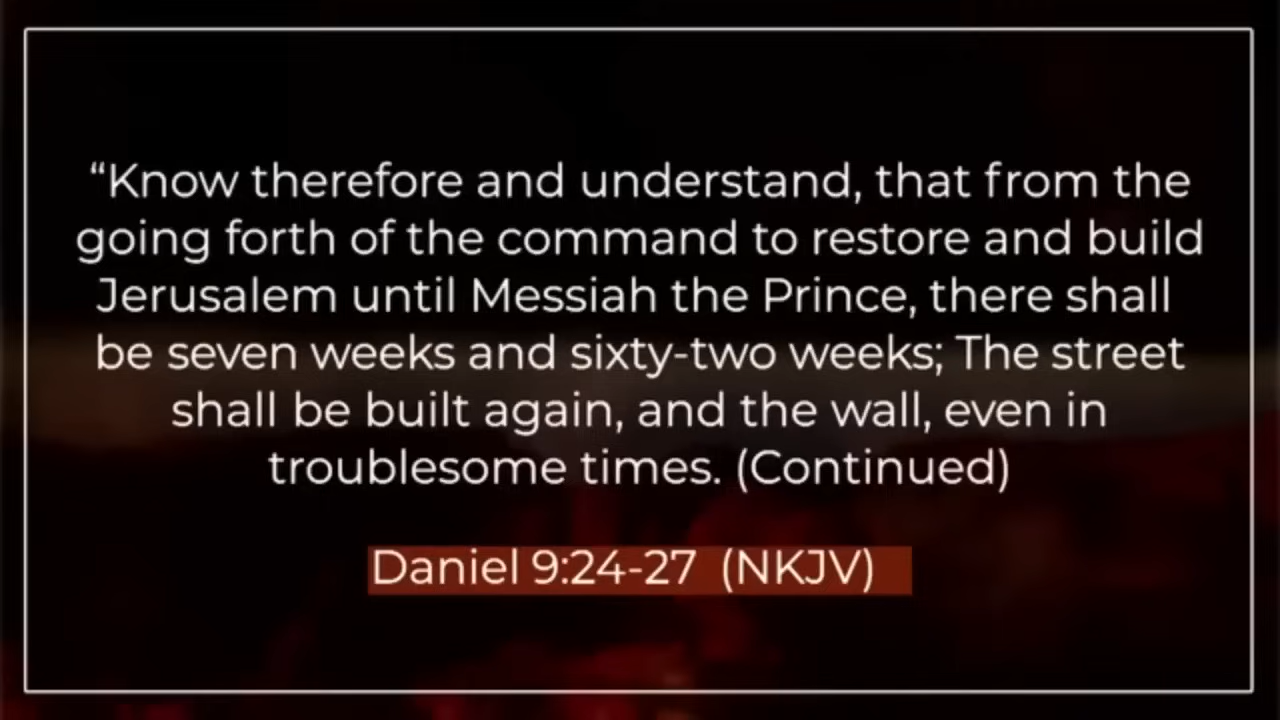 “Know therefore and understand, that from the
going forth of the command to restore and build
Jerusalem until Messiah the Prince, there shall
be seven weeks and sixty-two weeks; The street
shall be built again, and the wall, even in
troublesome times. (Continued)
Daniel 9:24-27 (NKJV)